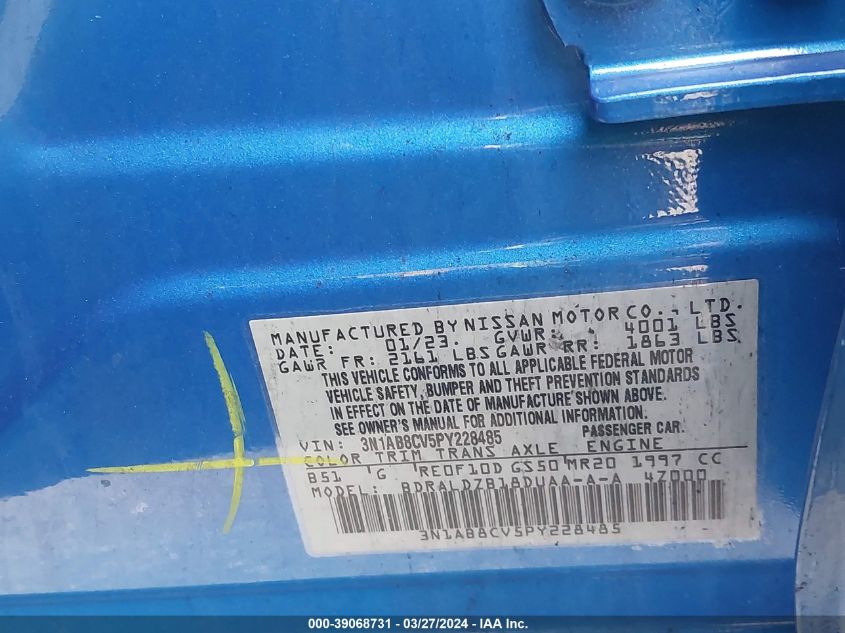 MANUFACTURED BY NISSAN MOTOR CO., LTD.
DATE: 01/23. GVWR: 4001 LBS
GAWR FR: 2161 LBS GAWR RR: 1863 LBS.
THIS VEHICLE CONFORMS TO ALL APPLICABLE FEDERAL MOTOR
VEHICLE SAFETY, BUMPER AND THEFT PREVENTION STANDARDS
IN EFFECT ON THE DATE OF MANUFACTURE SHOWN ABOVE.
SEE OWNER'S MANUAL FOR ADDITIONAL INFORMATION.
VIN: 3N1AB8CV5PY228485 PASSENGER CAR.
COLOR TRIM TRANS AXLE ENGINE
B51 G RE0F10D GS50 MR20 1997 CC
MODEL: BDRALDZB18DUAA-A-A 4Z000
3N1AB8CV5PY228485
000-39068731 — 03/27/2024 — IAA Inc.